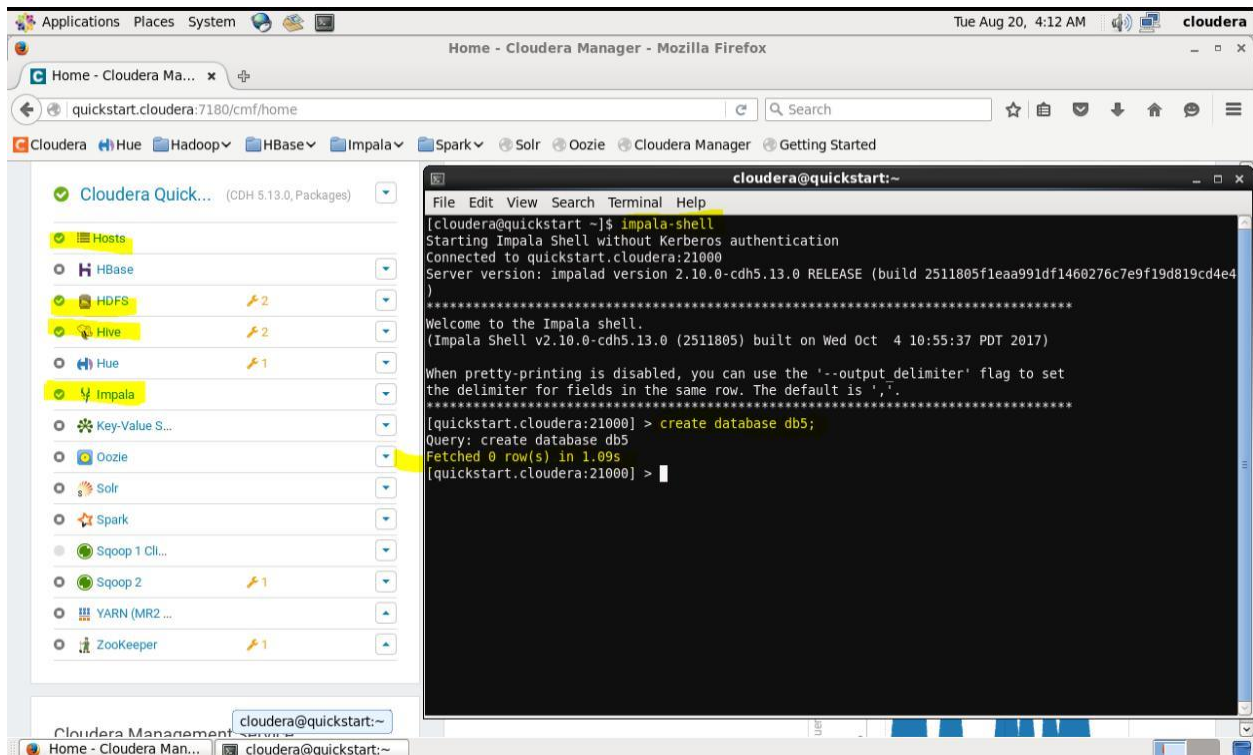 Applications Places System Tue Aug 20, 4:12 AM cloudera
Home - Cloudera Manager - Mozilla Firefox
Home - Cloudera Ma...
quickstart.cloudera:7180/cmf/home Search
Cloudera Hue Hadoop HBase Impala Spark Solr Oozie Cloudera Manager Getting Started
Cloudera Quick... (CDH 5.13.0, Packages)
Hosts
HBase
HDFS 2
Hive 2
Hue 1
Impala
Key-Value S...
Oozie
Solr
Spark
Sqoop 1 Cli...
Sqoop 2 1
YARN (MR2 ...
ZooKeeper 1
cloudera@quickstart:~
File Edit View Search Terminal Help
[cloudera@quickstart ~]$ impala-shell
Starting Impala Shell without Kerberos authentication
Connected to quickstart.cloudera:21000
Server version: impalad version 2.10.0-cdh5.13.0 RELEASE (build 2511805f1eaa991df1460276c7e9f19d819cd4e4
)
***********************************************************************************
Welcome to the Impala shell.
(Impala Shell v2.10.0-cdh5.13.0 (2511805) built on Wed Oct  4 10:55:37 PDT 2017)
When pretty-printing is disabled, you can use the '--output_delimiter' flag to set
the delimiter for fields in the same row. The default is ','.
***********************************************************************************
[quickstart.cloudera:21000] > create database db5;
Query: create database db5
Fetched 0 row(s) in 1.09s
[quickstart.cloudera:21000] >
cloudera@quickstart:~
Cloudera Management Service
Home - Cloudera Man... cloudera@quickstart:~